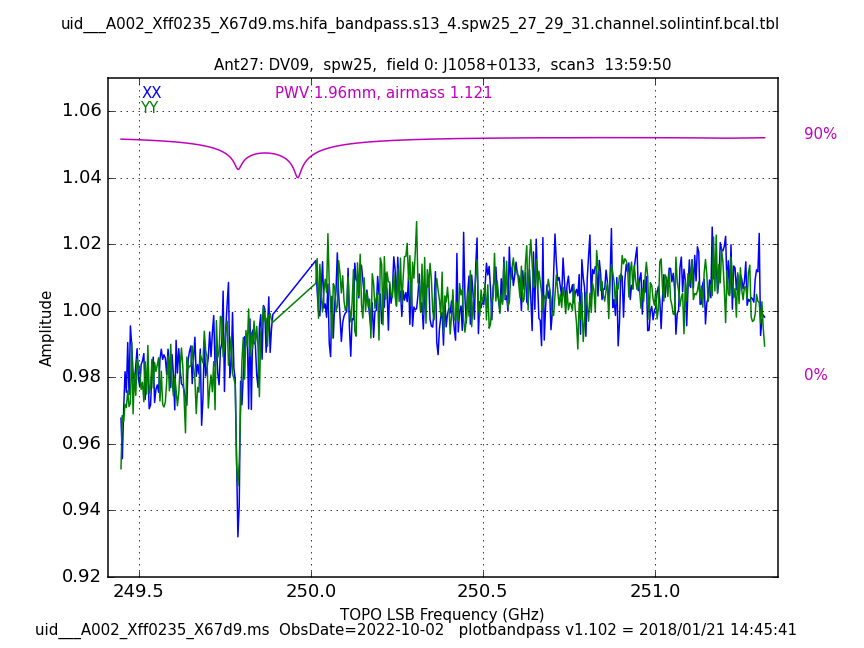 uid___A002_Xff0235_X67d9.ms.hifa_bandpass.s13_4.spw25_27_29_31.channel.solintinf.bcal.tbl
Ant27: DV09,  spw25,  field 0: J1058+0133,  scan3  13:59:50
XX
PWV 1.96mm, airmass 1.121
YY
1.06
1.04
1.02
1.00
0.98
0.96
0.94
0.92
Amplitude
90%
0%
249.5
250.0
250.5
251.0
TOPO LSB Frequency (GHz)
uid___A002_Xff0235_X67d9.ms  ObsDate=2022-10-02   plotbandpass v1.102 = 2018/01/21 14:45:41